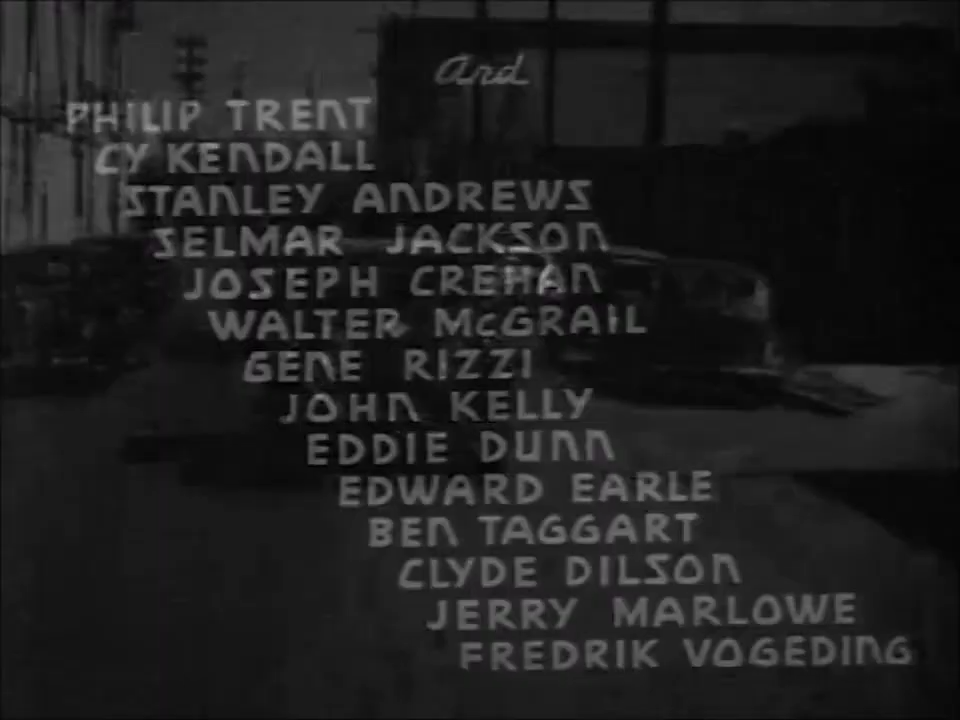 And
PHILIP TRENT
CY KENDALL
STANLEY ANDREWS
SELMAR JACKSON
JOSEPH CREHAN
WALTER McGRAIL
GENE RIZZI
JOHN KELLY
EDDIE DUNN
EDWARD EARLE
BEN TAGGART
CLYDE DILSON
JERRY MARLOWE
FREDRIK VOGEDING